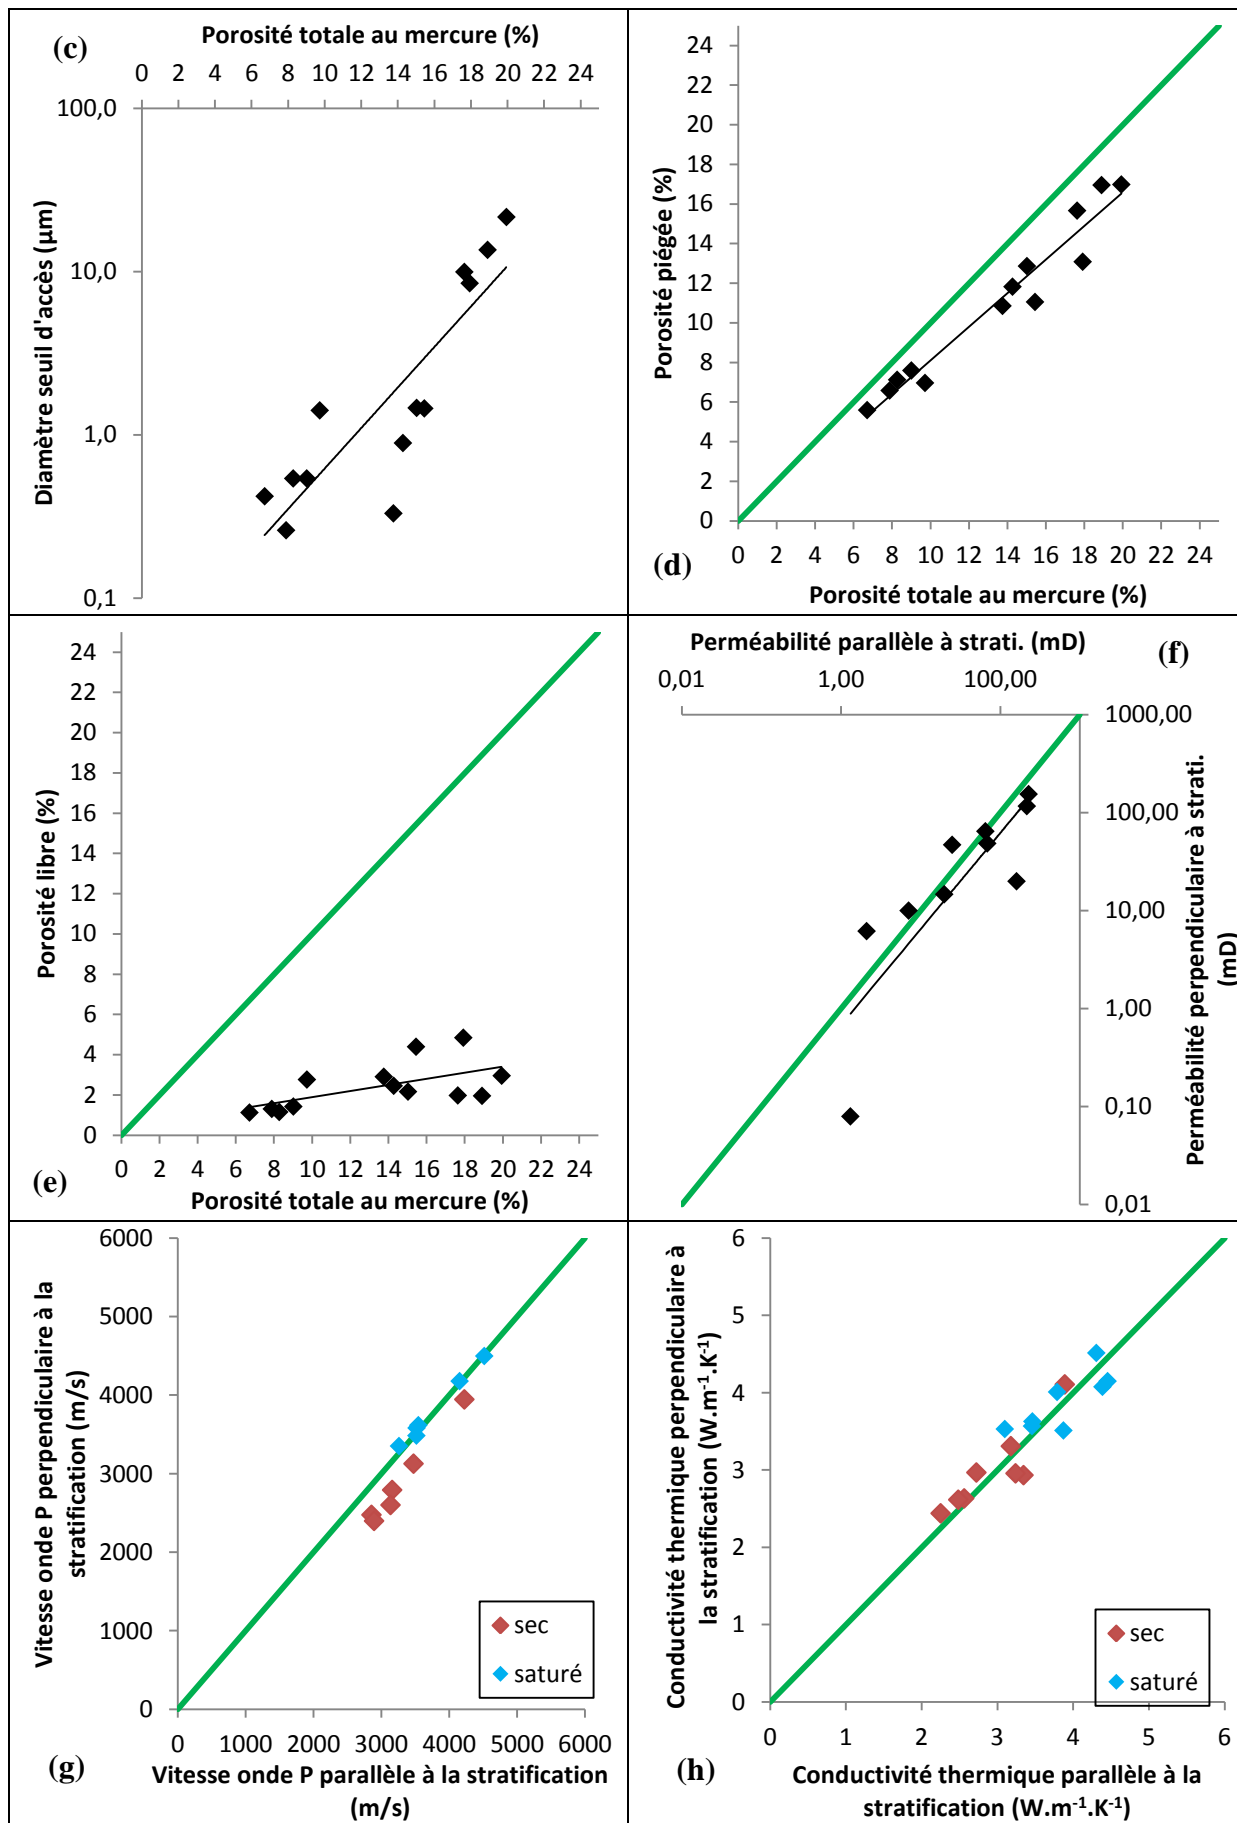 (c)
Porosité totale au mercure (%)
0 2 4 6 8 10 12 14 16 18 20 22 24
100,0
10,0
1,0
0,1
Diamètre seuil d'accès (µm)
24
22
20
18
16
14
12
10
8
6
4
2
0
Porosité piégée (%)
0 2 4 6 8 10 12 14 16 18 20 22 24
(d)
Porosité totale au mercure (%)
24
22
20
18
16
14
12
10
8
6
4
2
0
Porosité libre (%)
0 2 4 6 8 10 12 14 16 18 20 22 24
(e)
Porosité totale au mercure (%)
Perméabilité parallèle à strati. (mD)
(f)
0,01 1,00 100,00
1000,00
100,00
10,00
1,00
0,10
0,01
Perméabilité perpendiculaire à strati.
(mD)
6000
5000
4000
3000
2000
1000
0
Vitesse onde P perpendiculaire à la
stratification (m/s)
sec
saturé
0 1000 2000 3000 4000 5000 6000
(g)
Vitesse onde P parallèle à la stratification
(m/s)
6
5
4
3
2
1
0
Conductivité thermique perpendiculaire à
la stratification (W.m⁻¹.K⁻¹)
sec
saturé
0 1 2 3 4 5 6
(h)
Conductivité thermique parallèle à la
stratification (W.m⁻¹.K⁻¹)